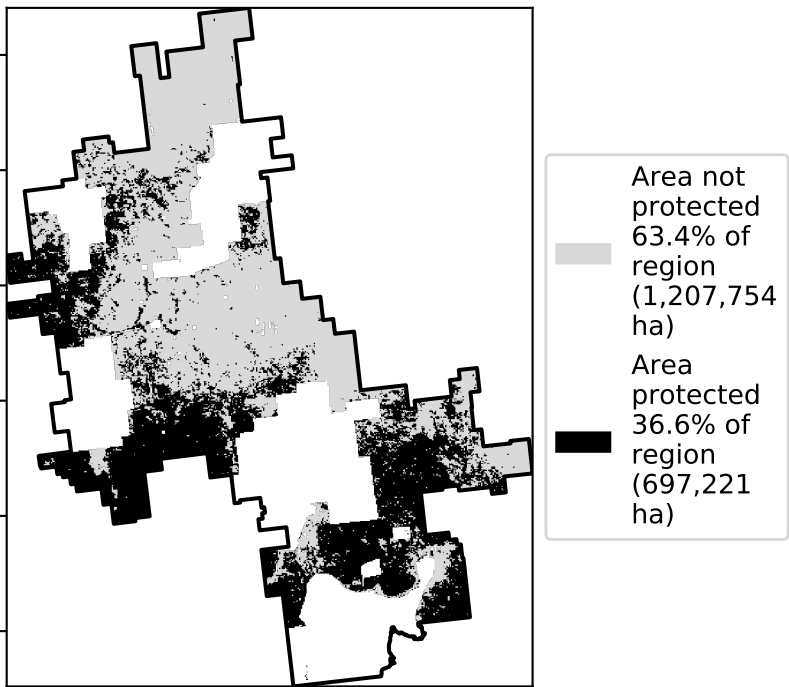 Area not
protected
63.4% of
region
(1,207,754
ha)
Area
protected
36.6% of
region
(697,221
ha)